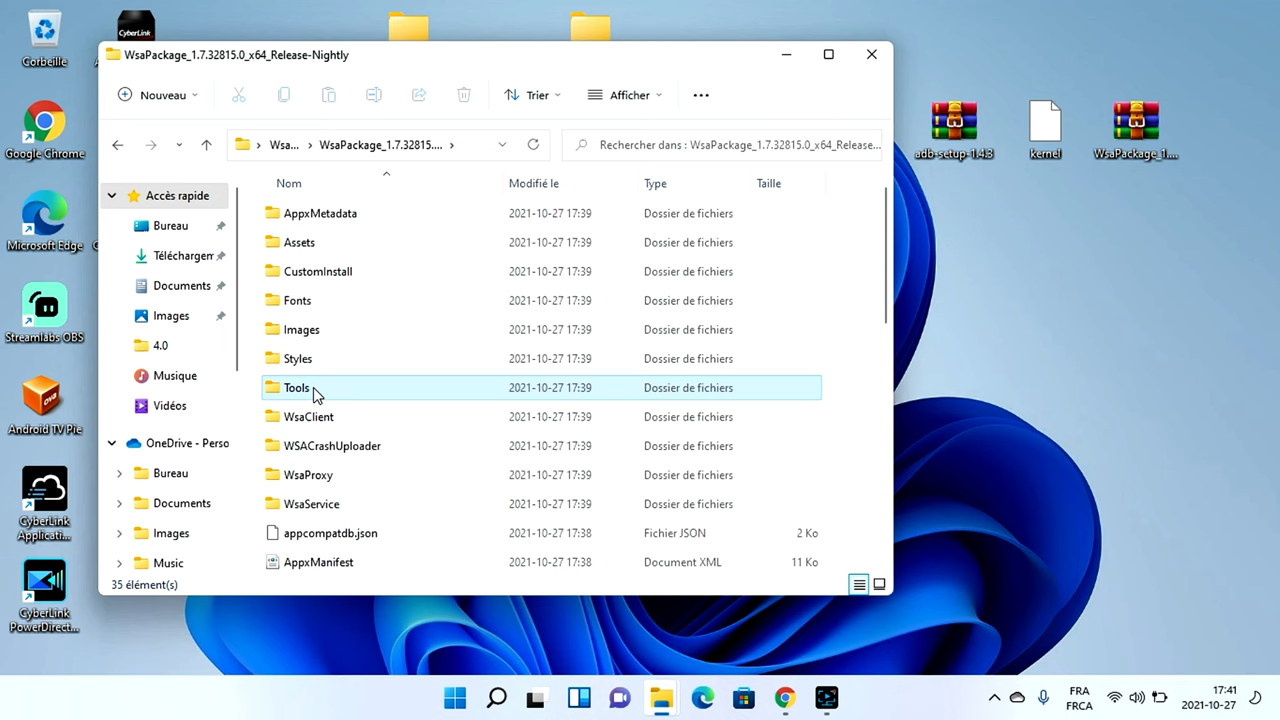 Corbeille
CyberLink
Google Chrome
Microsoft Edge
Streamlabs OBS
Android TV Pie
CyberLink
Applicati...
CyberLink
PowerDirect...
WsaPackage_1.7.32815.0_x64_Release-Nightly
Nouveau
Trier
Afficher
Wsa... > WsaPackage_1.7.32815.... >
Rechercher dans : WsaPackage_1.7.32815.0_x64_Release...
Accès rapide
Bureau
Téléchargem
Documents
Images
4.0
Musique
Vidéos
OneDrive - Perso
Bureau
Documents
Images
Music
Nom Modifié le Type Taille
AppxMetadata 2021-10-27 17:39 Dossier de fichiers
Assets 2021-10-27 17:39 Dossier de fichiers
CustomInstall 2021-10-27 17:39 Dossier de fichiers
Fonts 2021-10-27 17:39 Dossier de fichiers
Images 2021-10-27 17:39 Dossier de fichiers
Styles 2021-10-27 17:39 Dossier de fichiers
Tools 2021-10-27 17:39 Dossier de fichiers
WsaClient 2021-10-27 17:39 Dossier de fichiers
WSACrashUploader 2021-10-27 17:39 Dossier de fichiers
WsaProxy 2021-10-27 17:39 Dossier de fichiers
WsaService 2021-10-27 17:39 Dossier de fichiers
appcompatdb.json 2021-10-27 17:38 Fichier JSON 2 Ko
AppxManifest 2021-10-27 17:38 Document XML 11 Ko
35 élément(s)
adb-setup-1.4.3
kernel
WsaPackage_1....
FRA
FRCA
17:41
2021-10-27